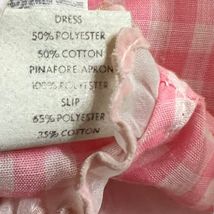 DRESS
50% POLYESTER
50% COTTON
PINAFORE APRON
100% POLYESTER
SLIP
65% POLYESTER
35% COTTON